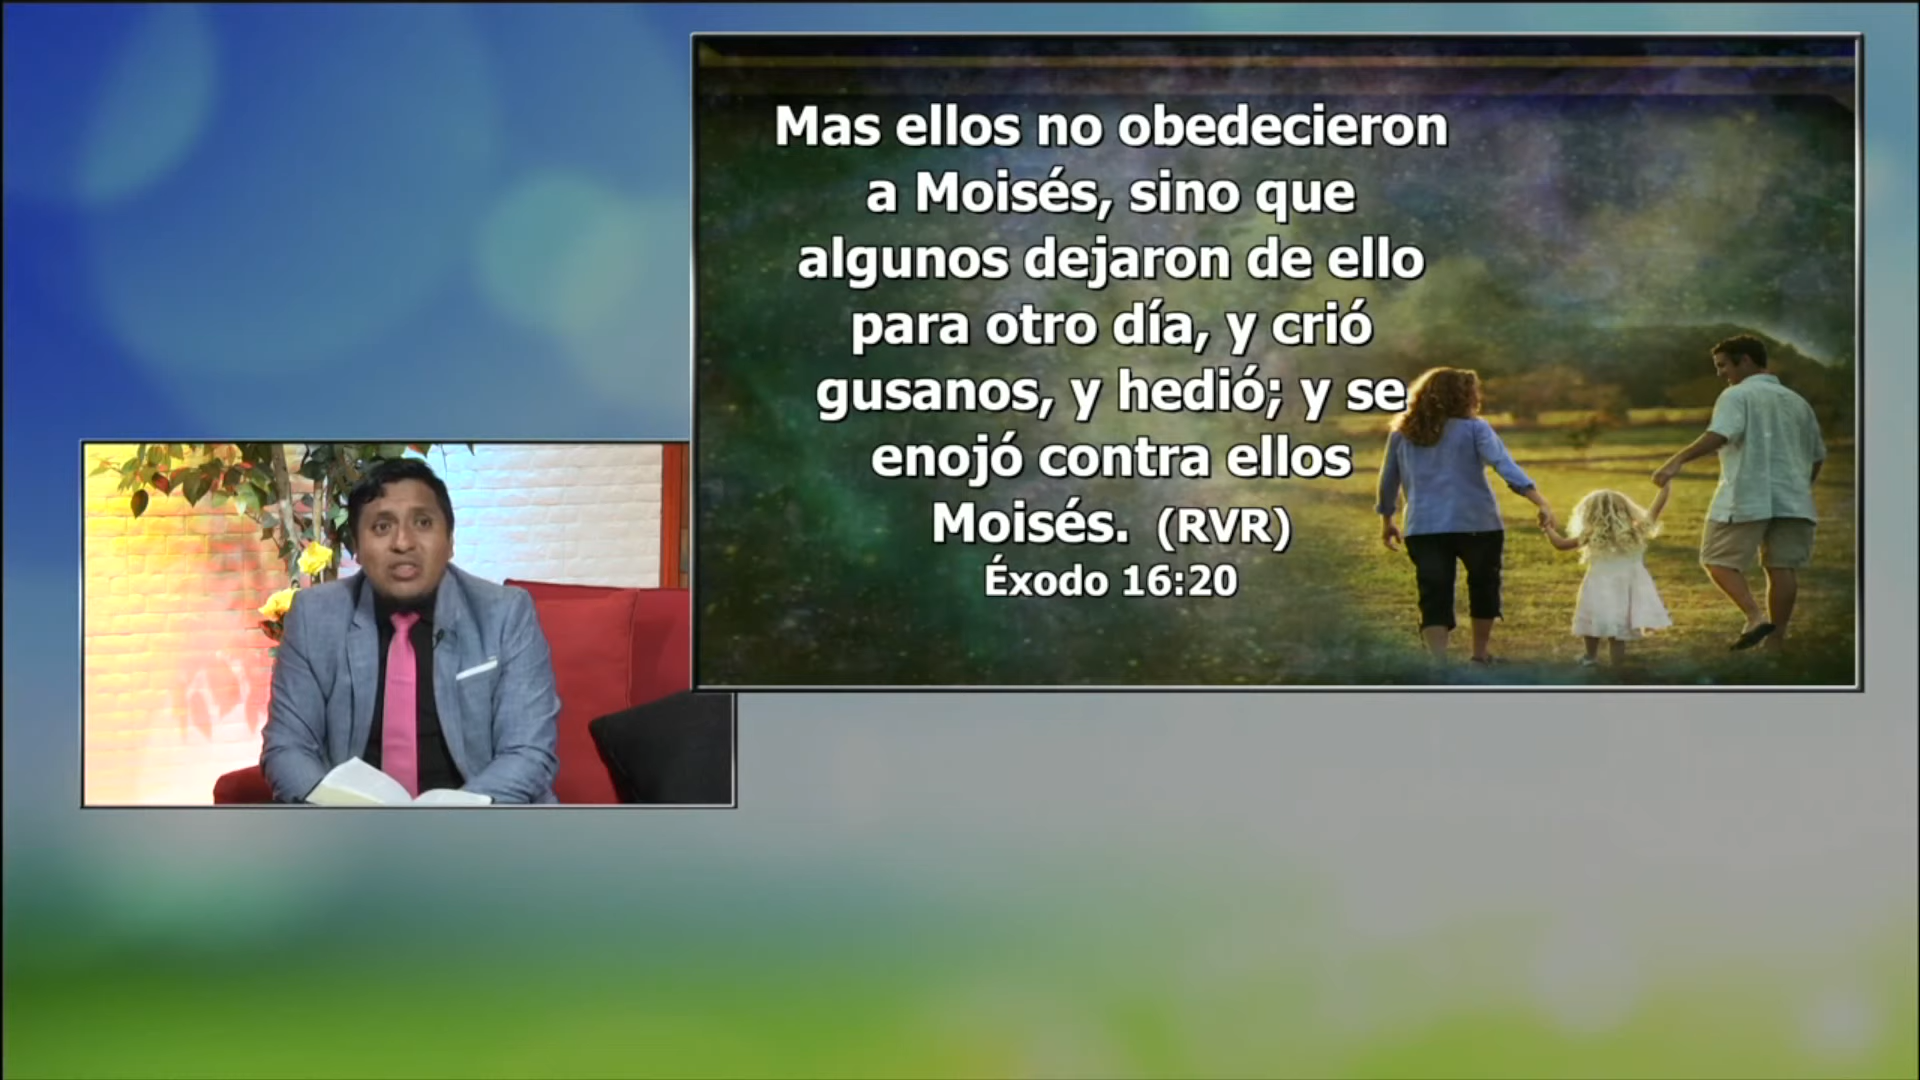 Mas ellos no obedecieron
a Moisés, sino que
algunos dejaron de ello
para otro día, y crió
gusanos, y hedió; y se
enojó contra ellos
Moisés. (RVR)
Éxodo 16:20